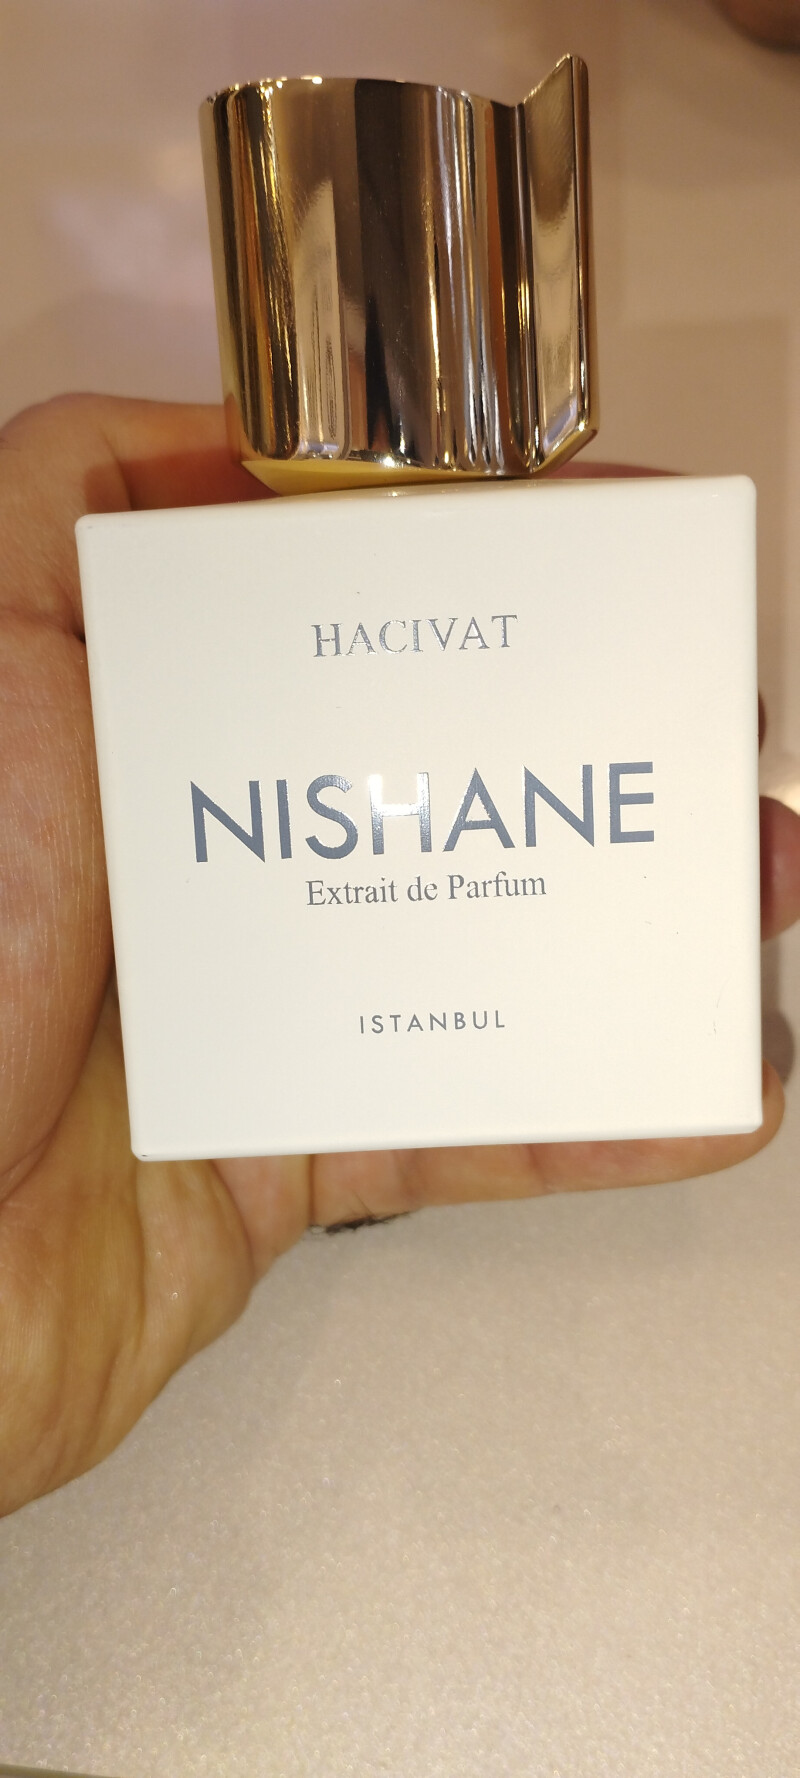 HACIVAT
NISHANE
Extrait de Parfum
ISTANBUL